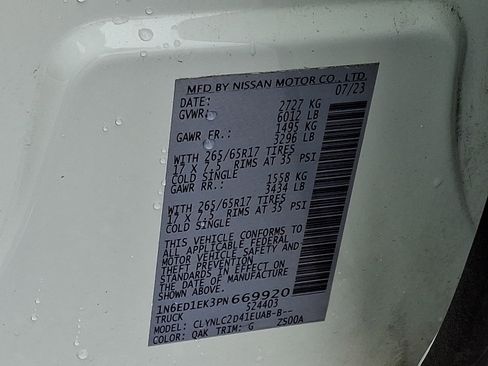 MFD BY NISSAN MOTOR CO., LTD.
DATE: 07/23
GVWR: 2727 KG
6012 LB
GAWR FR.: 1495 KG
3296 LB
WITH 265/65R17 TIRES
17 X 7.5 RIMS AT 35 PSI
COLD SINGLE
GAWR RR.: 1558 KG
3434 LB
WITH 265/65R17 TIRES
17 X 7.5 RIMS AT 35 PSI
COLD SINGLE
THIS VEHICLE CONFORMS TO
ALL APPLICABLE FEDERAL
MOTOR VEHICLE SAFETY AND
THEFT PREVENTION
STANDARDS IN EFFECT ON
THE DATE OF MANUFACTURE
SHOWN ABOVE.
1N6ED1EK3PN669920
TRUCK 524403
MODEL: CLYNLC2D41EUAB-B--
COLOR: QAK TRIM: G Z500A